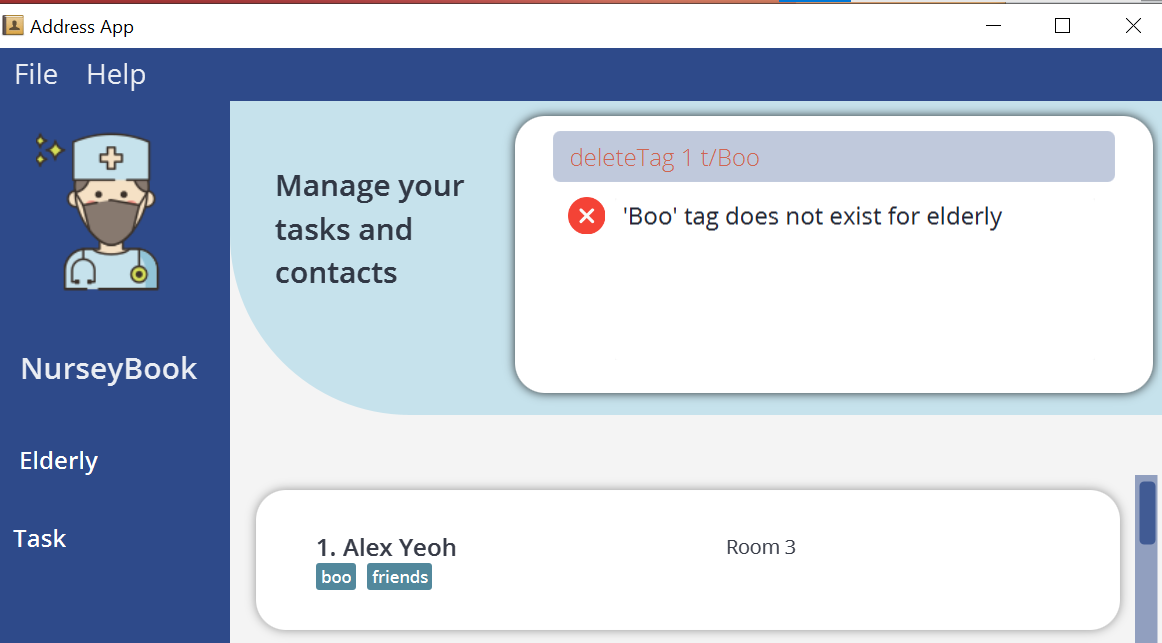 Address App
File Help
NurseyBook
Elderly
Task
Manage your
tasks and
contacts
deleteTag 1 t/Boo
'Boo' tag does not exist for elderly
1. Alex Yeoh Room 3
boo friends